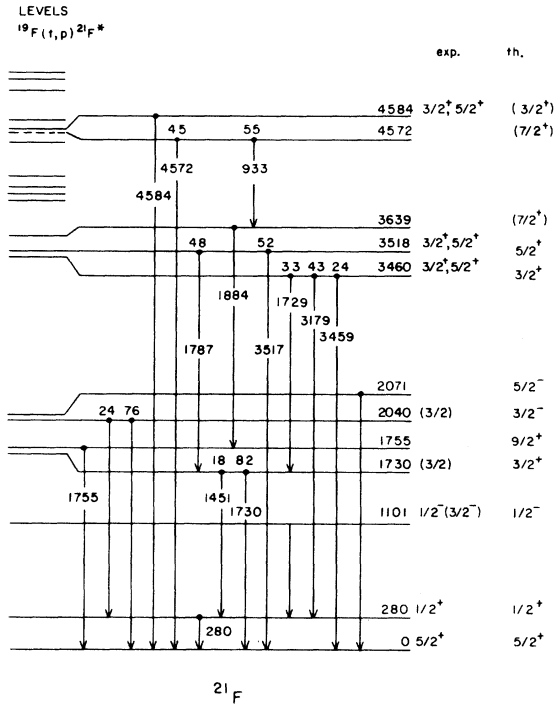 LEVELS
¹⁹F(t,p)²¹F*
exp. th.
4584 3/2⁺, 5/2⁺ (3/2⁺)
45 55 4572 (7/2⁺)
4572 933
4584
3639 (7/2⁺)
48 52 3518 3/2⁺, 5/2⁺ 5/2⁺
33 43 24 3460 3/2⁺, 5/2⁺ 3/2⁺
1884 1729
3179
1787 3517 3459
2071 5/2⁻
24 76 2040 (3/2) 3/2⁻
1755 9/2⁺
18 82 1730 (3/2) 3/2⁺
1755 1451
1730
1101 1/2⁻(3/2⁻) 1/2⁻
280 1/2⁺ 1/2⁺
280
0 5/2⁺ 5/2⁺
²¹F